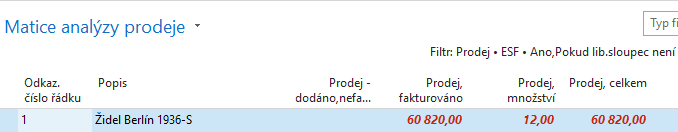 Matice analýzy prodeje
Typ fi
Filtr: Prodej • ESF • Ano,Pokud lib.sloupec není
Odkaz. číslo řádku Popis Prodej - dodáno,nefa... Prodej, fakturováno Prodej, množství Prodej, celkem
1 Židel Berlín 1936-S 60 820,00 12,00 60 820,00